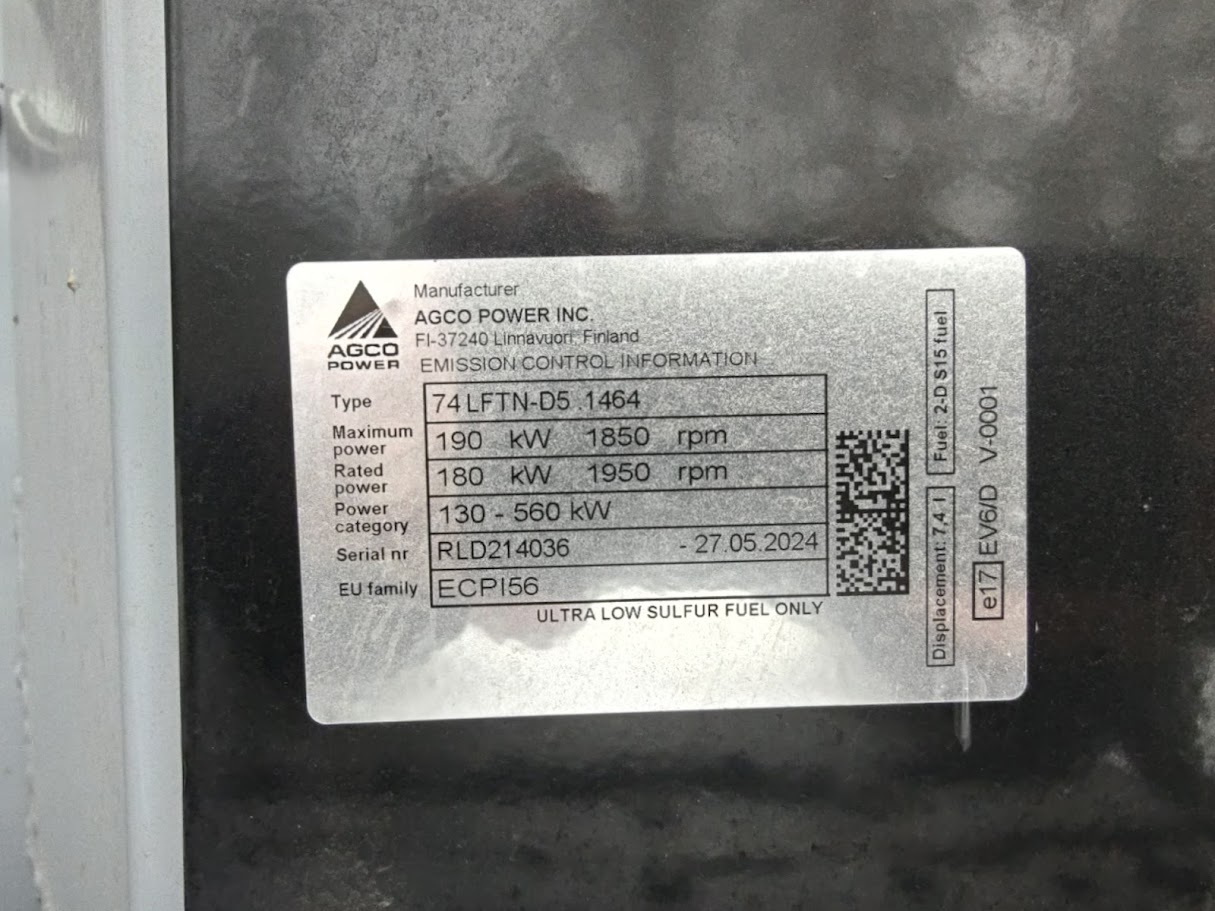 AGCO
POWER
Manufacturer
AGCO POWER INC.
FI-37240 Linnavuori, Finland
EMISSION CONTROL INFORMATION
Type 74 LFTN-D5 .1464
Maximum power 190 kW 1850 rpm
Rated power 180 kW 1950 rpm
Power category 130 - 560 kW
Serial nr RLD214036 - 27.05.2024
EU family ECPI56
ULTRA LOW SULFUR FUEL ONLY
Displacement: 7,4 l Fuel: 2-D S15 fuel
e17 EV6/D V-0001